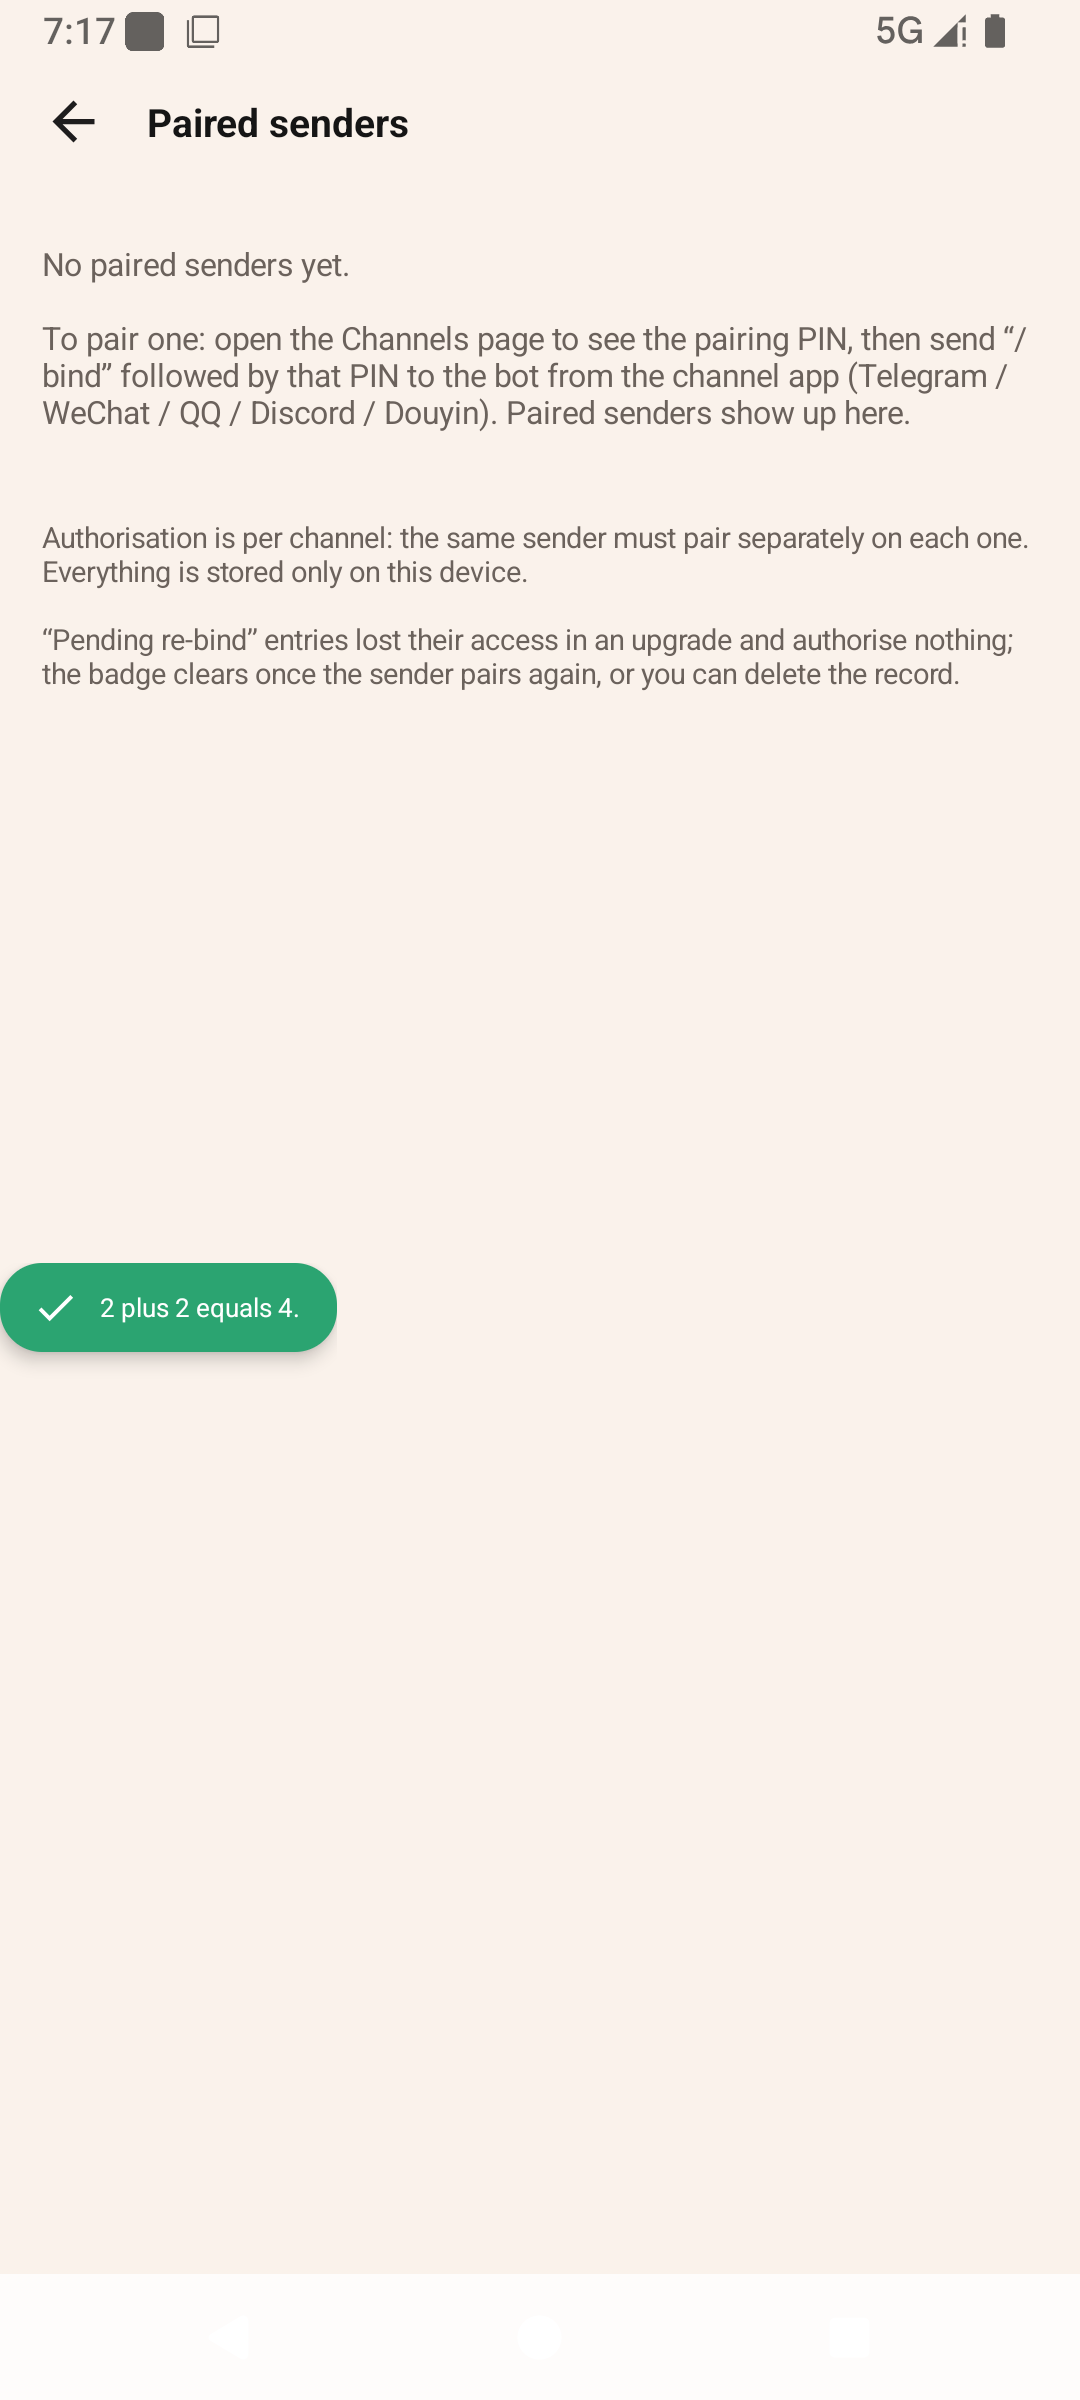 7:17
5G
Paired senders
No paired senders yet.
To pair one: open the Channels page to see the pairing PIN, then send “/
bind” followed by that PIN to the bot from the channel app (Telegram /
WeChat / QQ / Discord / Douyin). Paired senders show up here.
Authorisation is per channel: the same sender must pair separately on each one.
Everything is stored only on this device.
“Pending re-bind” entries lost their access in an upgrade and authorise nothing;
the badge clears once the sender pairs again, or you can delete the record.
2 plus 2 equals 4.